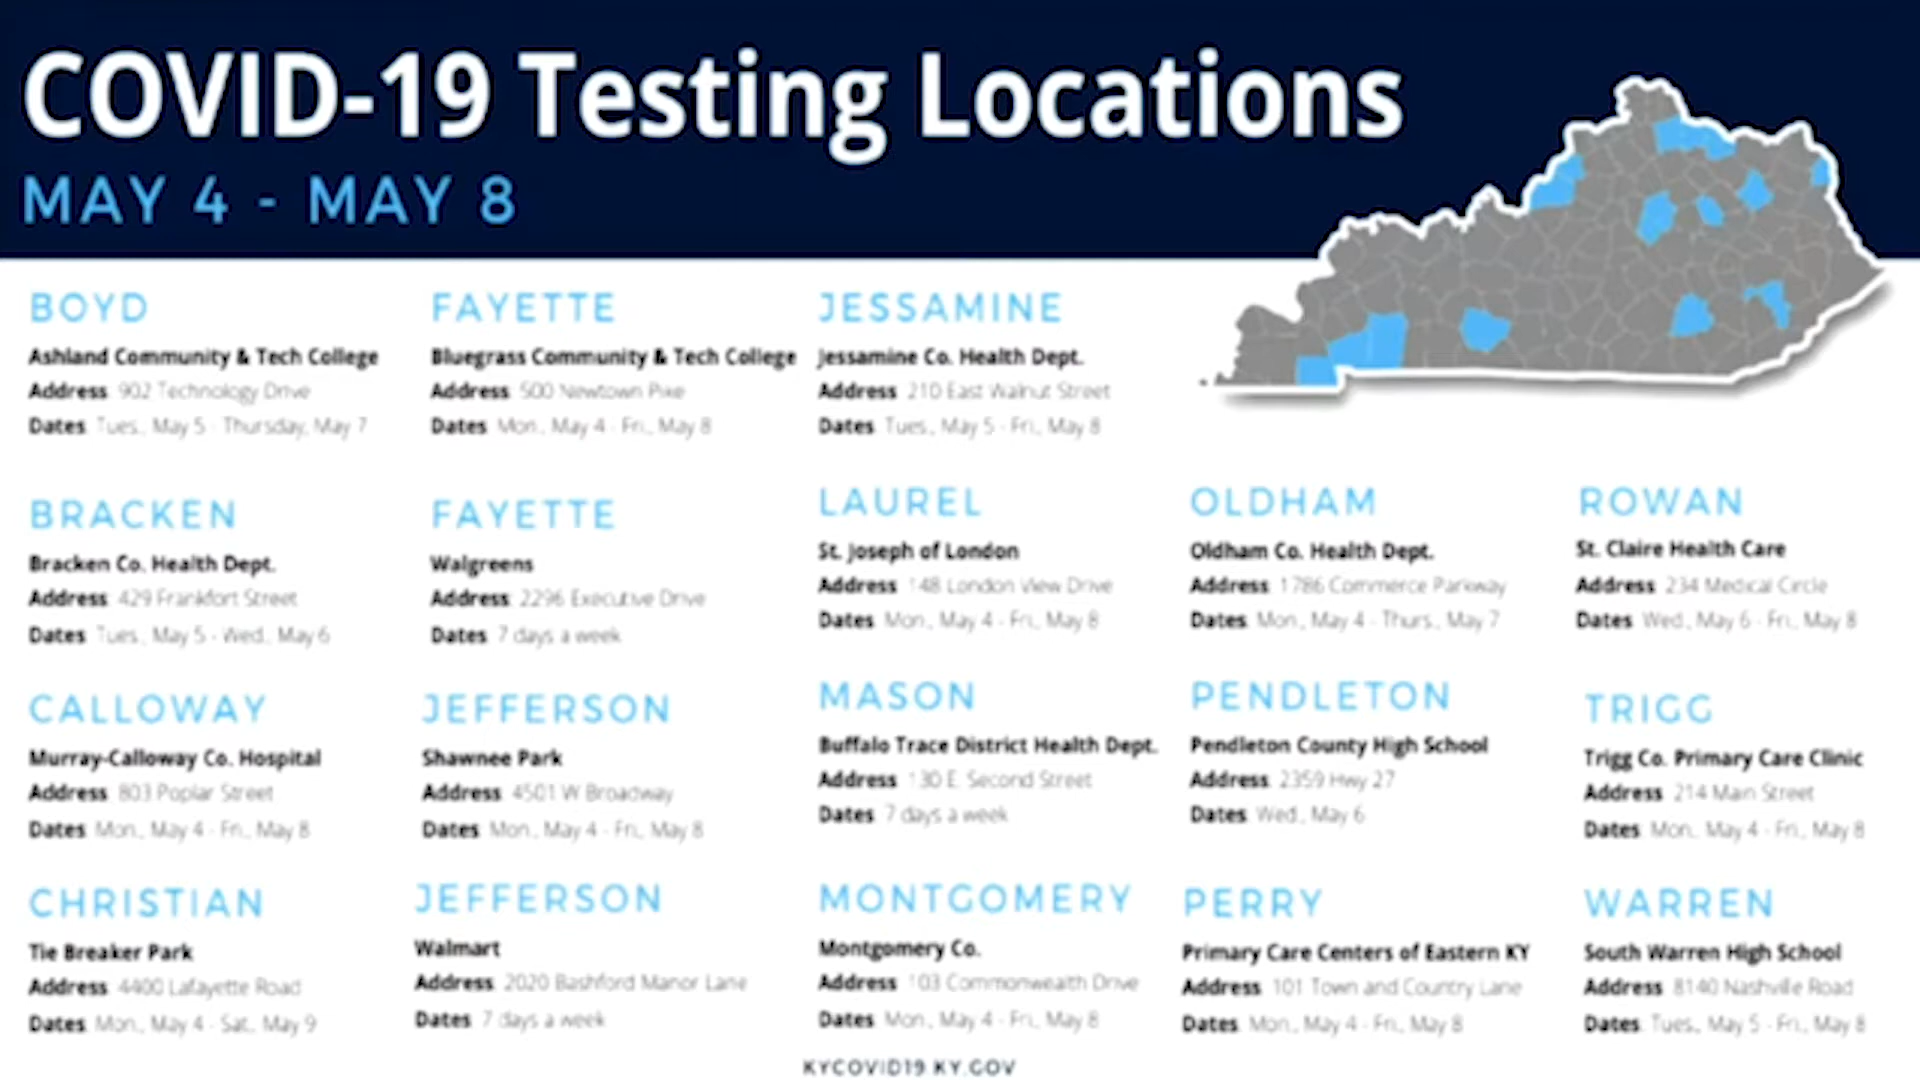 COVID-19 Testing Locations
MAY 4 - MAY 8
BOYD
Ashland Community & Tech College
Address: 902 Technology Drive
Dates: Tues., May 5 - Thursday, May 7
BRACKEN
Bracken Co. Health Dept.
Address: 429 Frankfort Street
Dates: Tues., May 5 - Wed., May 6
CALLOWAY
Murray-Calloway Co. Hospital
Address: 803 Poplar Street
Dates: Mon., May 4 - Fri., May 8
CHRISTIAN
Tie Breaker Park
Address: 4400 Lafayette Road
Dates: Mon., May 4 - Sat., May 9
FAYETTE
Bluegrass Community & Tech College
Address: 500 Newtown Pike
Dates: Mon., May 4 - Fri., May 8
FAYETTE
Walgreens
Address: 2296 Executive Drive
Dates: 7 days a week
JEFFERSON
Shawnee Park
Address: 4501 W Broadway
Dates: Mon., May 4 - Fri., May 8
JEFFERSON
Walmart
Address: 2020 Bashford Manor Lane
Dates: 7 days a week
JESSAMINE
Jessamine Co. Health Dept.
Address: 210 East Walnut Street
Dates: Tues., May 5 - Fri., May 8
LAUREL
St. Joseph of London
Address: 148 London View Drive
Dates: Mon., May 4 - Fri., May 8
MASON
Buffalo Trace District Health Dept.
Address: 130 E. Second Street
Dates: 7 days a week
MONTGOMERY
Montgomery Co.
Address: 103 Commonwealth Drive
Dates: Mon., May 4 - Fri., May 8
OLDHAM
Oldham Co. Health Dept.
Address: 1786 Commerce Parkway
Dates: Mon., May 4 - Thurs., May 7
PENDLETON
Pendleton County High School
Address: 2359 Hwy 27
Dates: Wed., May 6
PERRY
Primary Care Centers of Eastern KY
Address: 101 Town and Country Lane
Dates: Mon., May 4 - Fri., May 8
ROWAN
St. Claire Health Care
Address: 234 Medical Circle
Dates: Wed., May 6 - Fri., May 8
TRIGG
Trigg Co. Primary Care Clinic
Address: 214 Main Street
Dates: Mon., May 4 - Fri., May 8
WARREN
South Warren High School
Address: 8140 Nashville Road
Dates: Tues., May 5 - Fri., May 8
KYCOVID19.KY.GOV